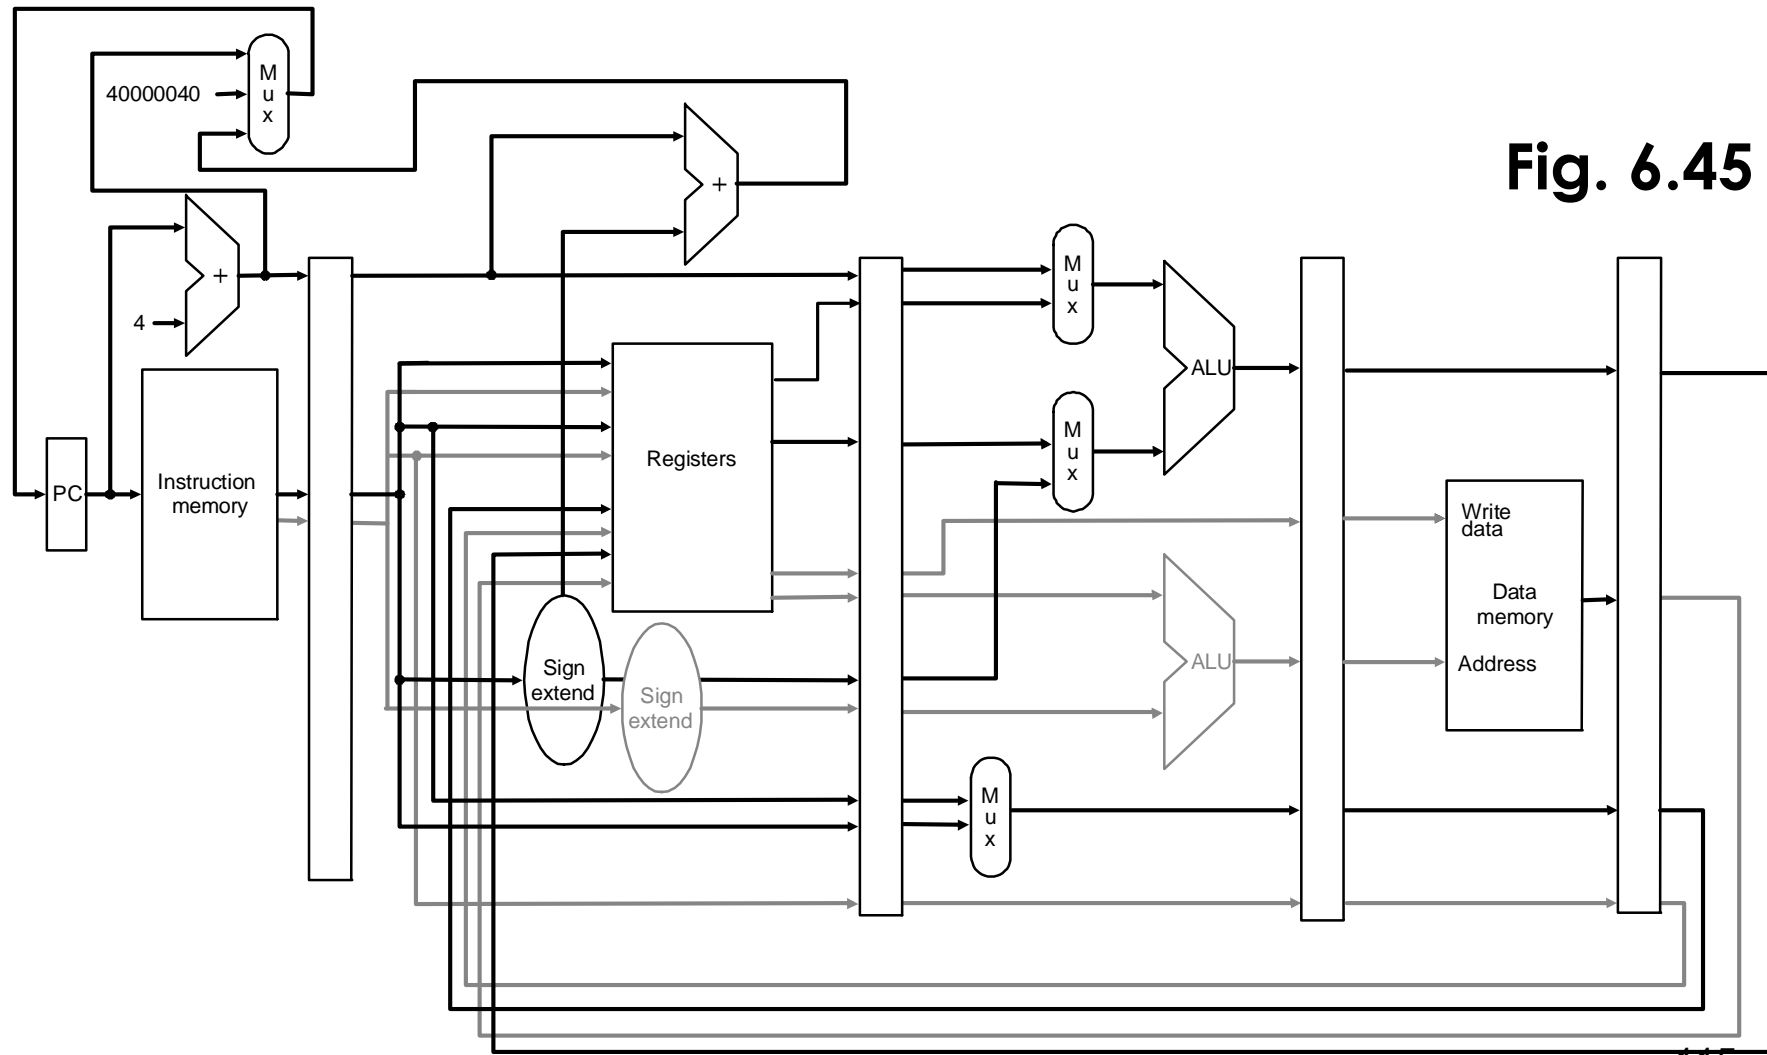 M
u
x
40000040
Fig. 6.45
+
+
4
M
u
x
ALU
PC
Instruction
memory
Registers
M
u
x
Write
data
Data
memory
Address
Sign
extend
Sign
extend
ALU
M
u
x